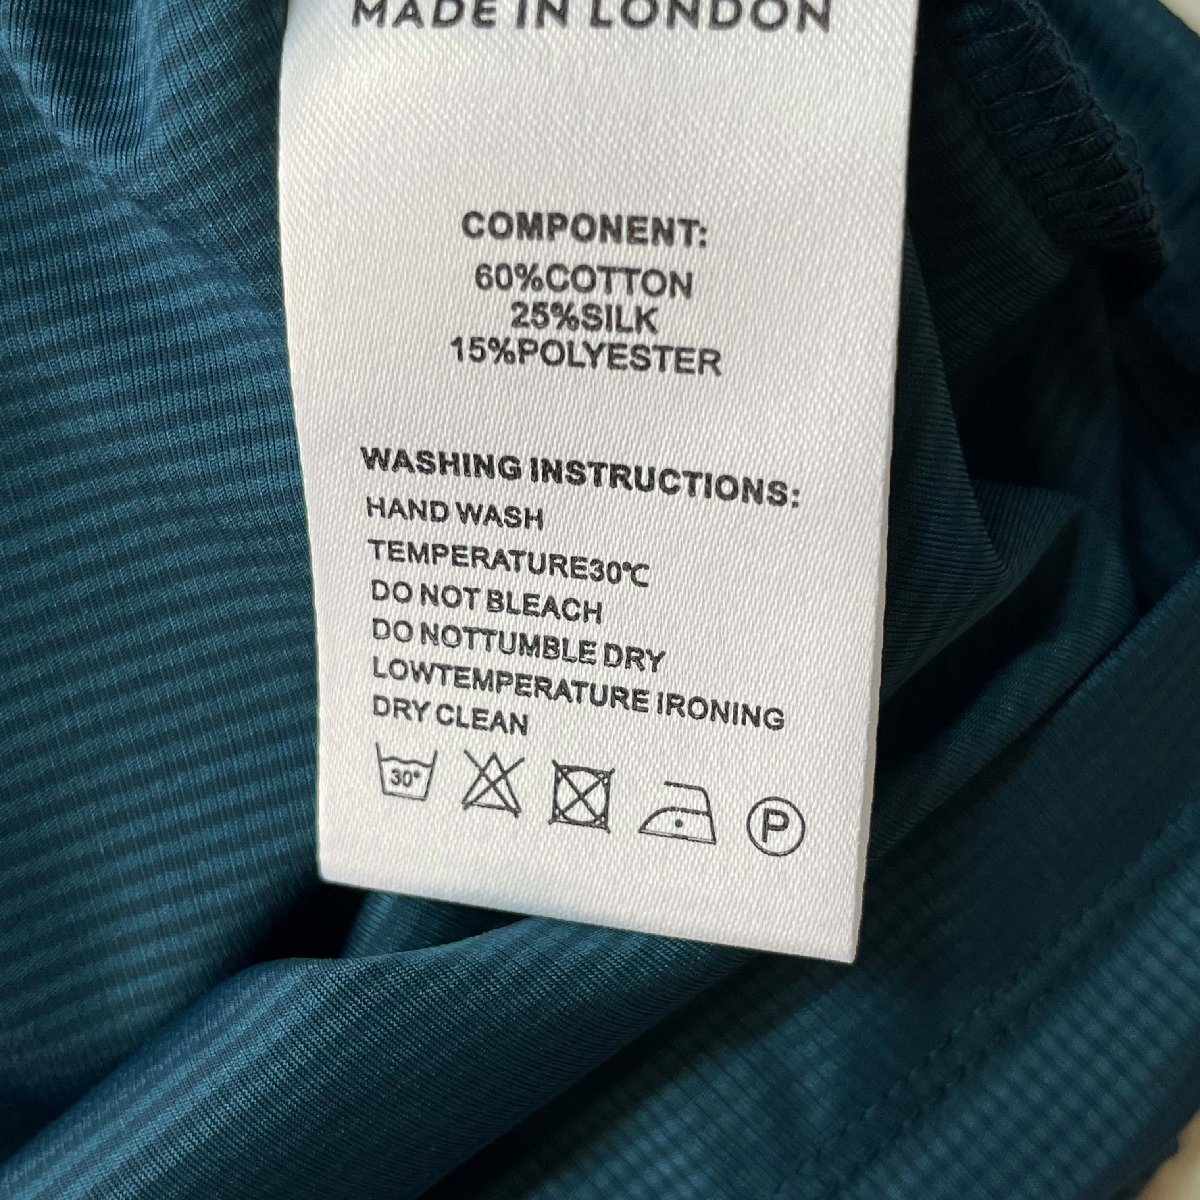 MADE IN LONDON
COMPONENT:
60%COTTON
25%SILK
15%POLYESTER
WASHING INSTRUCTIONS:
HAND WASH
TEMPERATURE30℃
DO NOT BLEACH
DO NOTTUMBLE DRY
LOWTEMPERATURE IRONING
DRY CLEAN
30° P